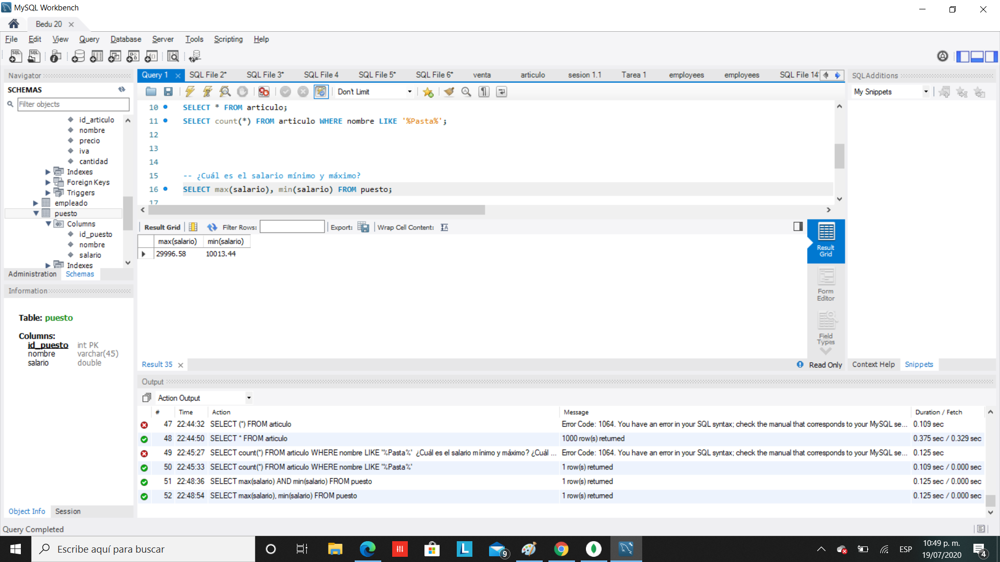 MySQL Workbench
Bedu 20
File Edit View Query Database Server Tools Scripting Help
Navigator
SCHEMAS
Filter objects
id_articulo
nombre
precio
iva
cantidad
Indexes
Foreign Keys
Triggers
empleado
puesto
Columns
id_puesto
nombre
salario
Indexes
Administration Schemas
Information
Table: puesto
Columns:
id_puesto int PK
nombre varchar(45)
salario double
Object Info Session
Query 1 SQL File 2* SQL File 3* SQL File 4 SQL File 5* SQL File 6* venta articulo sesion 1.1 Tarea 1 employees employees SQL File 14*
Don't Limit
10 SELECT * FROM articulo;
11 SELECT count(*) FROM articulo WHERE nombre LIKE '%Pasta%';
12
13
14
15 -- ¿Cuál es el salario mínimo y máximo?
16 SELECT max(salario), min(salario) FROM puesto;
17
Result Grid Filter Rows: Export: Wrap Cell Content:
max(salario) min(salario)
29996.58 10013.44
Result Grid
Form Editor
Field Types
Result 35
Read Only
SQLAdditions
My Snippets
Context Help Snippets
Output
Action Output
# Time Action Message Duration / Fetch
47 22:44:32 SELECT (*) FROM articulo Error Code: 1064. You have an error in your SQL syntax; check the manual that corresponds to your MySQL se... 0.109 sec
48 22:44:50 SELECT * FROM articulo 1000 row(s) returned 0.375 sec / 0.329 sec
49 22:45:27 SELECT count(*) FROM articulo WHERE nombre LIKE '%Pasta%' ¿Cuál es el salario mínimo y máximo? ¿Cuál ... Error Code: 1064. You have an error in your SQL syntax; check the manual that corresponds to your MySQL se... 0.125 sec
50 22:45:33 SELECT count(*) FROM articulo WHERE nombre LIKE '%Pasta%' 1 row(s) returned 0.109 sec / 0.000 sec
51 22:48:36 SELECT max(salario) AND min(salario) FROM puesto 1 row(s) returned 0.125 sec / 0.000 sec
52 22:48:54 SELECT max(salario), min(salario) FROM puesto 1 row(s) returned 0.125 sec / 0.000 sec
Query Completed
Escribe aquí para buscar
L
9
ESP
10:49 p. m.
19/07/2020
4